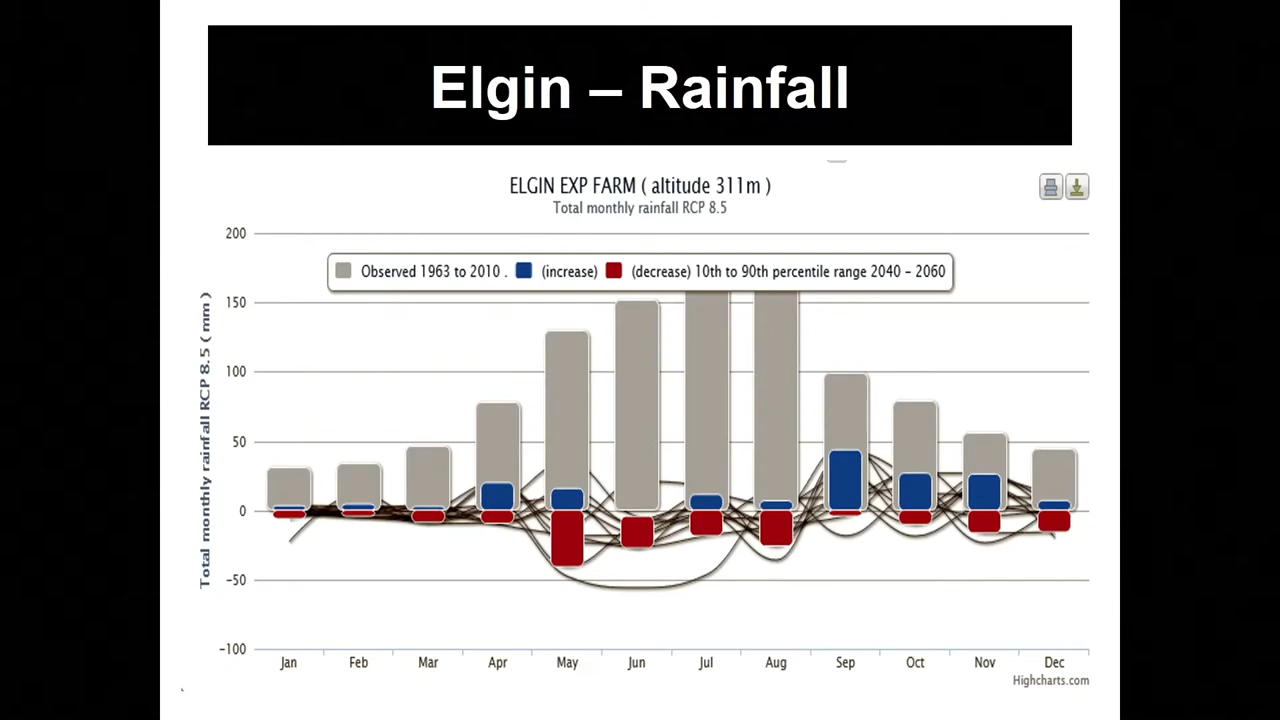 Elgin – Rainfall
ELGIN EXP FARM ( altitude 311m )
Total monthly rainfall RCP 8.5
Observed 1963 to 2010 . (increase) (decrease) 10th to 90th percentile range 2040 – 2060
Total monthly rainfall RCP 8.5 ( mm )
200
150
100
50
0
-50
-100
Jan Feb Mar Apr May Jun Jul Aug Sep Oct Nov Dec
Highcharts.com